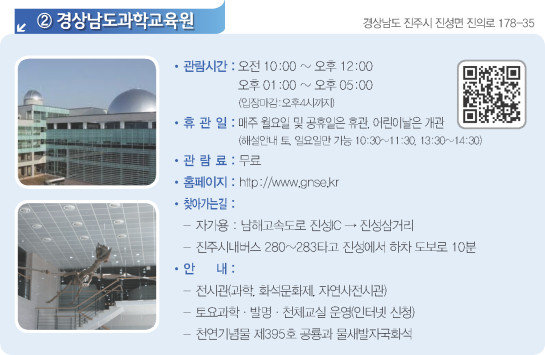 ② 경상남도과학교육원
경상남도 진주시 진성면 진의로 178-35
• 관람시간 : 오전 10:00 ~ 오후 12:00
오후 01:00 ~ 오후 05:00
(입장마감:오후4시까지)
• 휴 관 일 : 매주 월요일 및 공휴일은 휴관, 어린이날은 개관
(해설안내 토, 일요일만 가능 10:30~11:30, 13:30~14:30)
• 관 람 료 : 무료
• 홈페이지 : http://www.gnse.kr
• 찾아가는길 :
- 자가용 : 남해고속도로 진성IC → 진성삼거리
- 진주시내버스 280~283타고 진성에서 하차 도보로 10분
• 안 내 :
- 전시관(과학, 화석문화제, 자연사전시관)
- 토요과학·발명·천체교실 운영(인터넷 신청)
- 천연기념물 제395호 공룡과 물새발자국화석